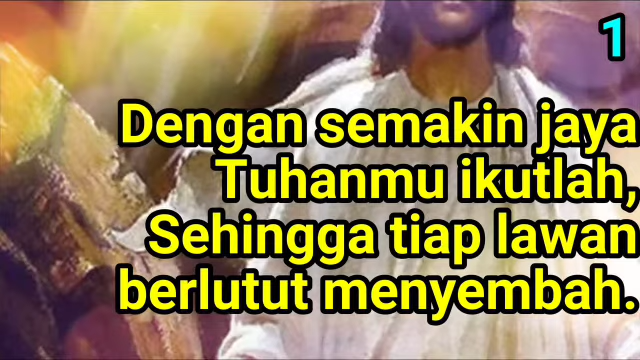 1
Dengan semakin jaya
Tuhanmu ikutlah,
Sehingga tiap lawan
berlutut menyembah.